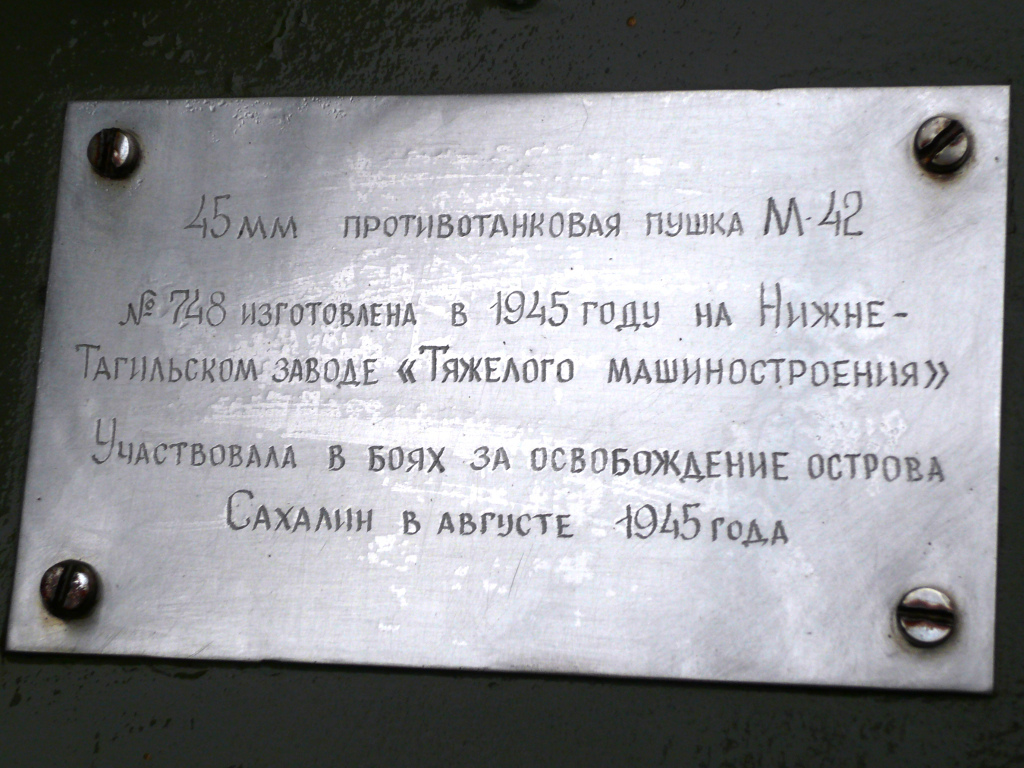 45мм противотанковая пушка М-42
№ 748 изготовлена в 1945 году на Нижне-
Тагильском заводе «Тяжелого машиностроения»
Участвовала в боях за освобождение острова
Сахалин в августе 1945 года